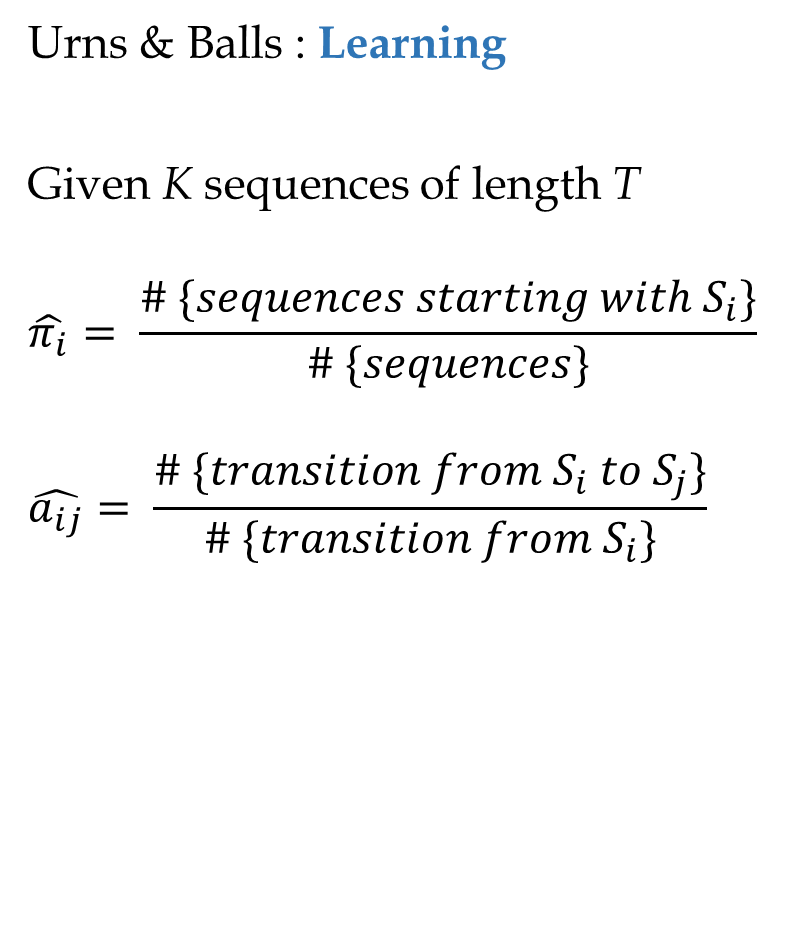 Urns & Balls : Learning
Given K sequences of length T
π̂ᵢ = # {sequences starting with Sᵢ} / # {sequences}
âᵢⱼ = # {transition from Sᵢ to Sⱼ} / # {transition from Sᵢ}